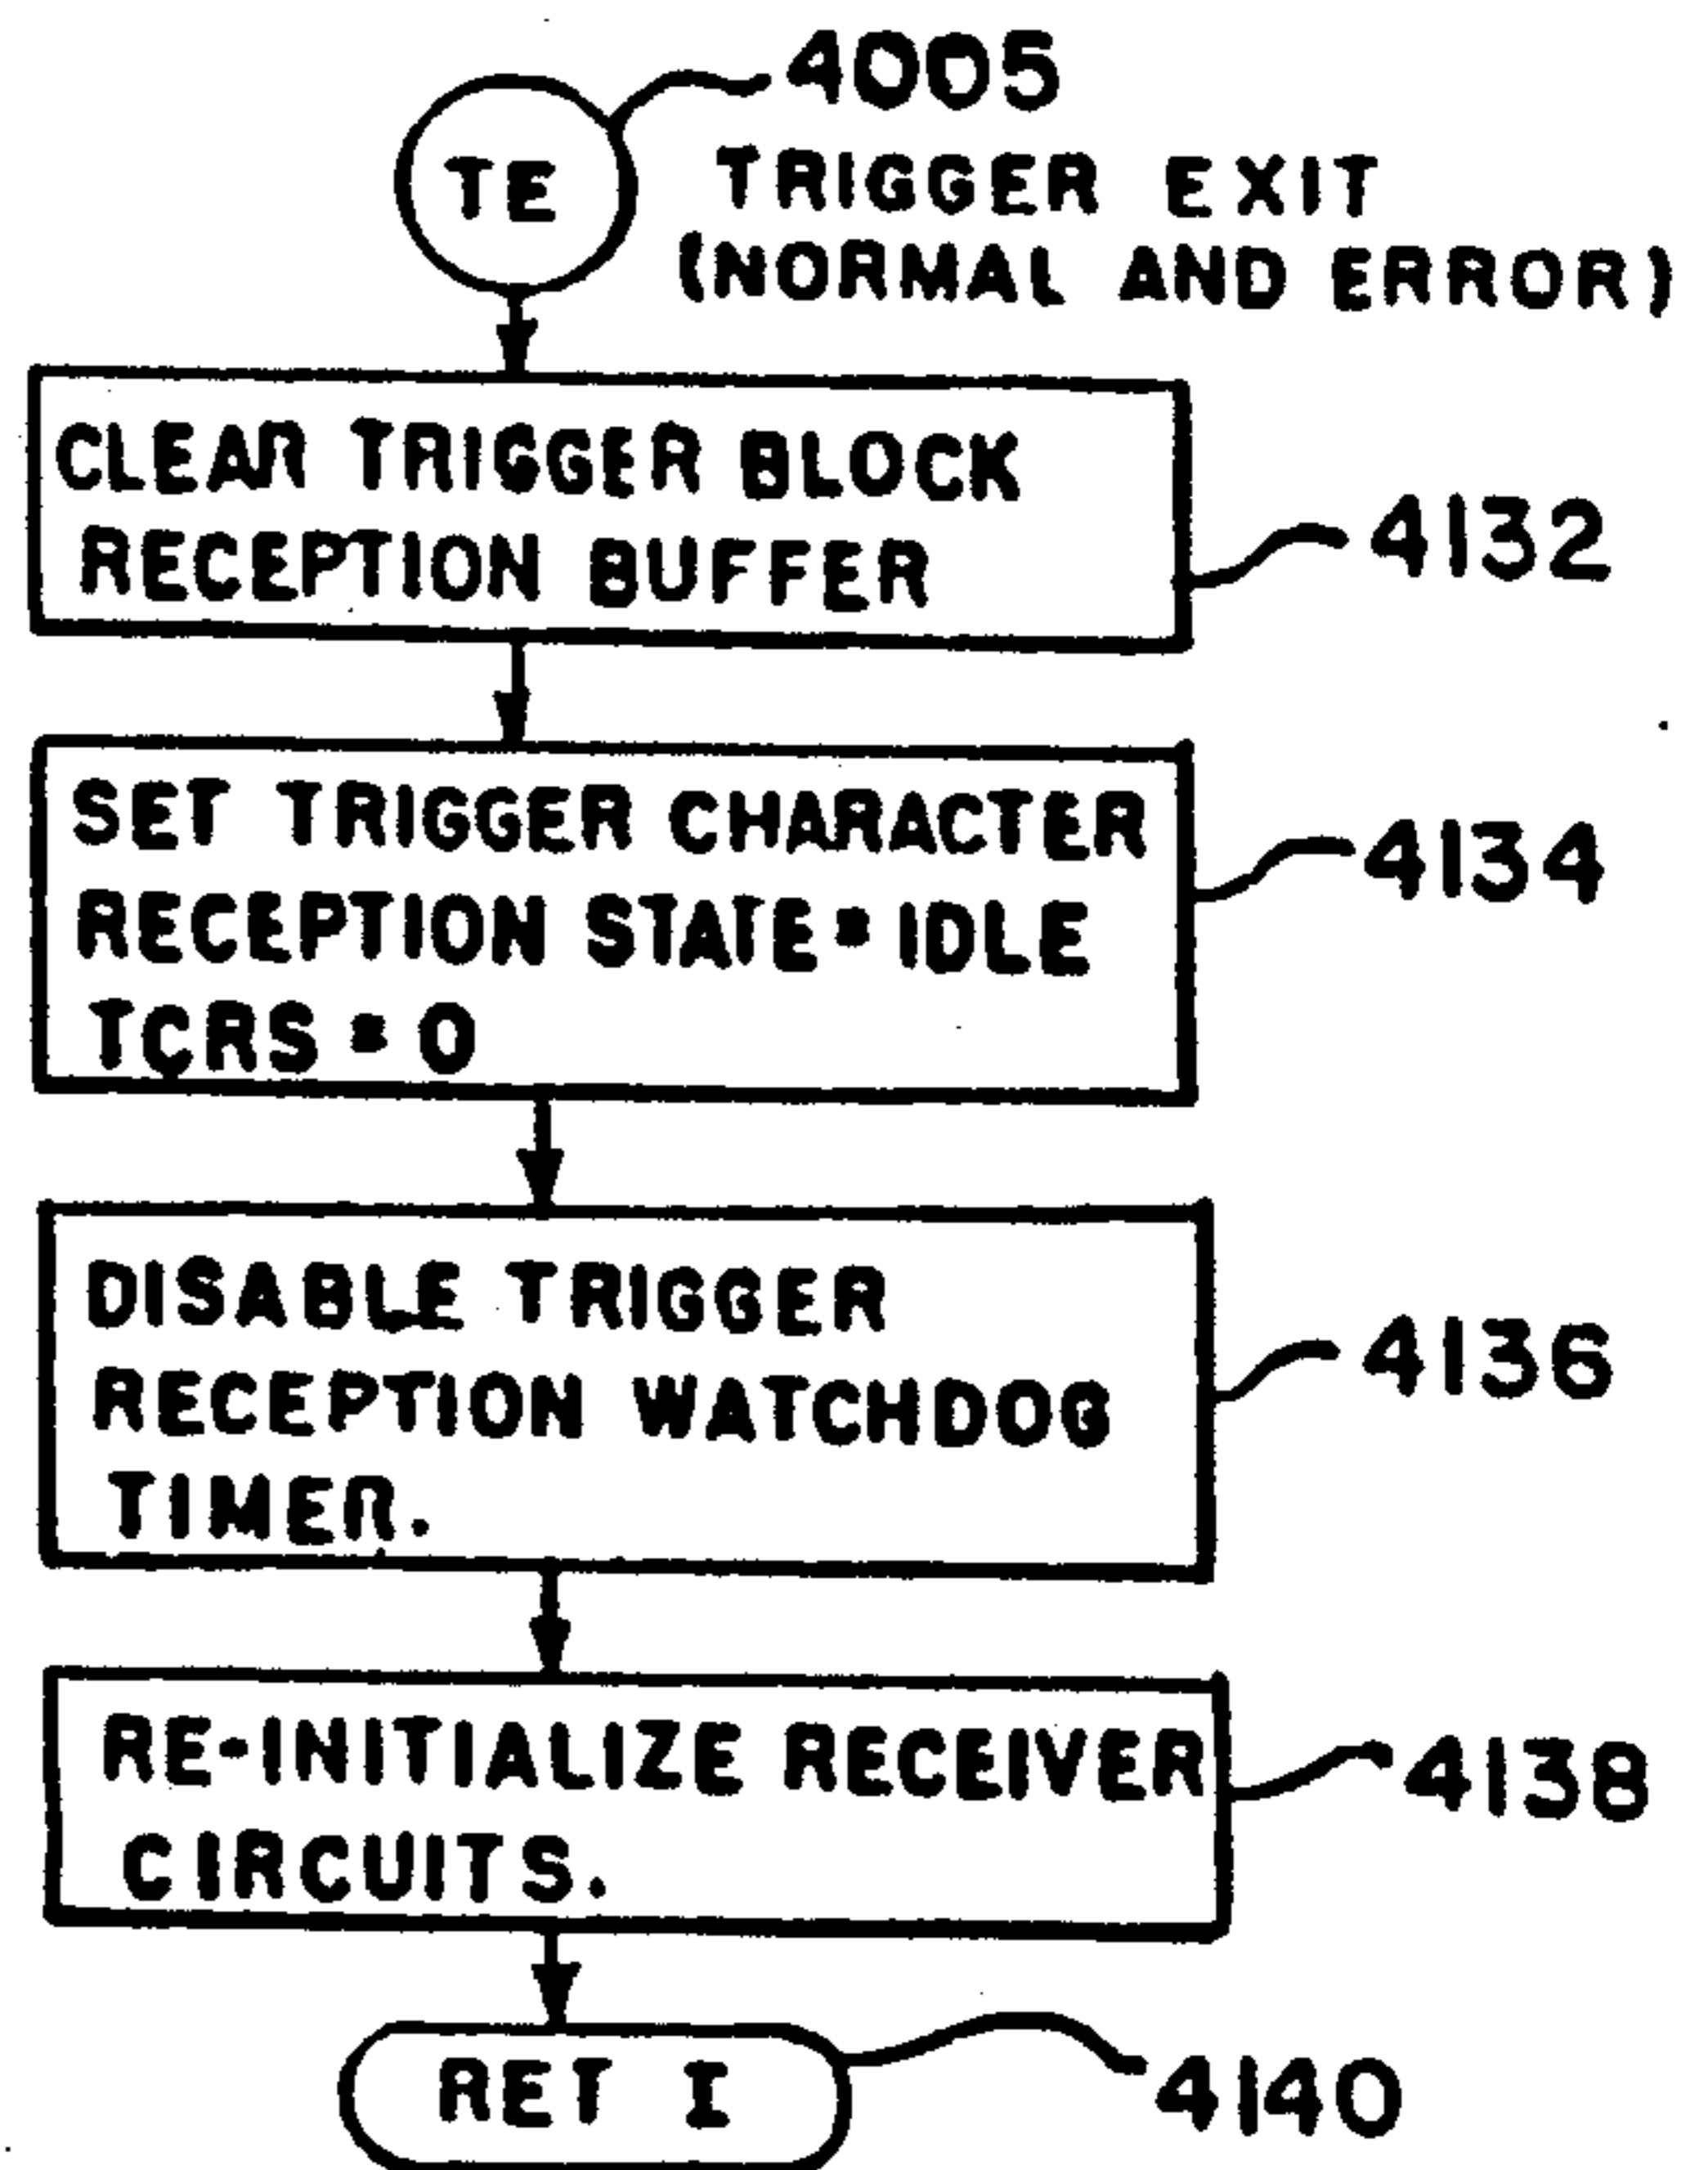 4005
TE
TRIGGER EXIT
(NORMAL AND ERROR)
CLEAR TRIGGER BLOCK
RECEPTION BUFFER
4132
SET TRIGGER CHARACTER
RECEPTION STATE = IDLE
TCRS = 0
4134
DISABLE TRIGGER
RECEPTION WATCHDOG
TIMER.
4136
RE-INITIALIZE RECEIVER
CIRCUITS.
4138
RET I
4140